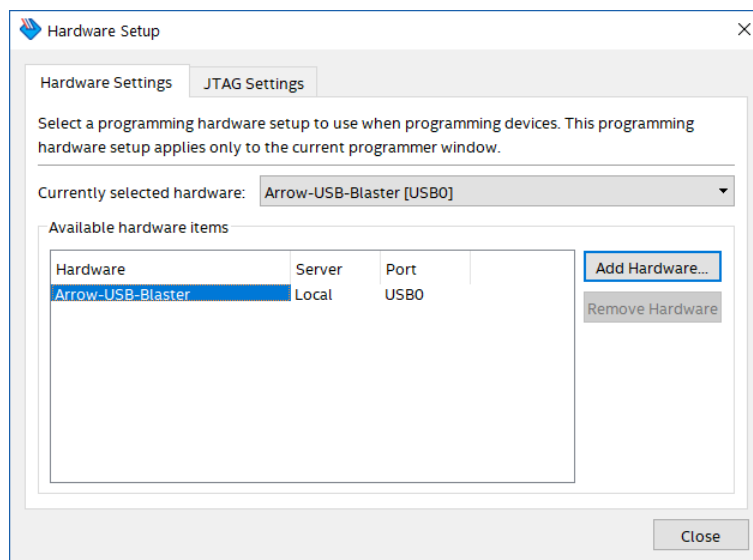 Hardware Setup
Hardware Settings
JTAG Settings
Select a programming hardware setup to use when programming devices. This programming
hardware setup applies only to the current programmer window.
Currently selected hardware: Arrow-USB-Blaster [USB0]
Available hardware items
Hardware Server Port
Arrow-USB-Blaster Local USB0
Add Hardware...
Remove Hardware
Close